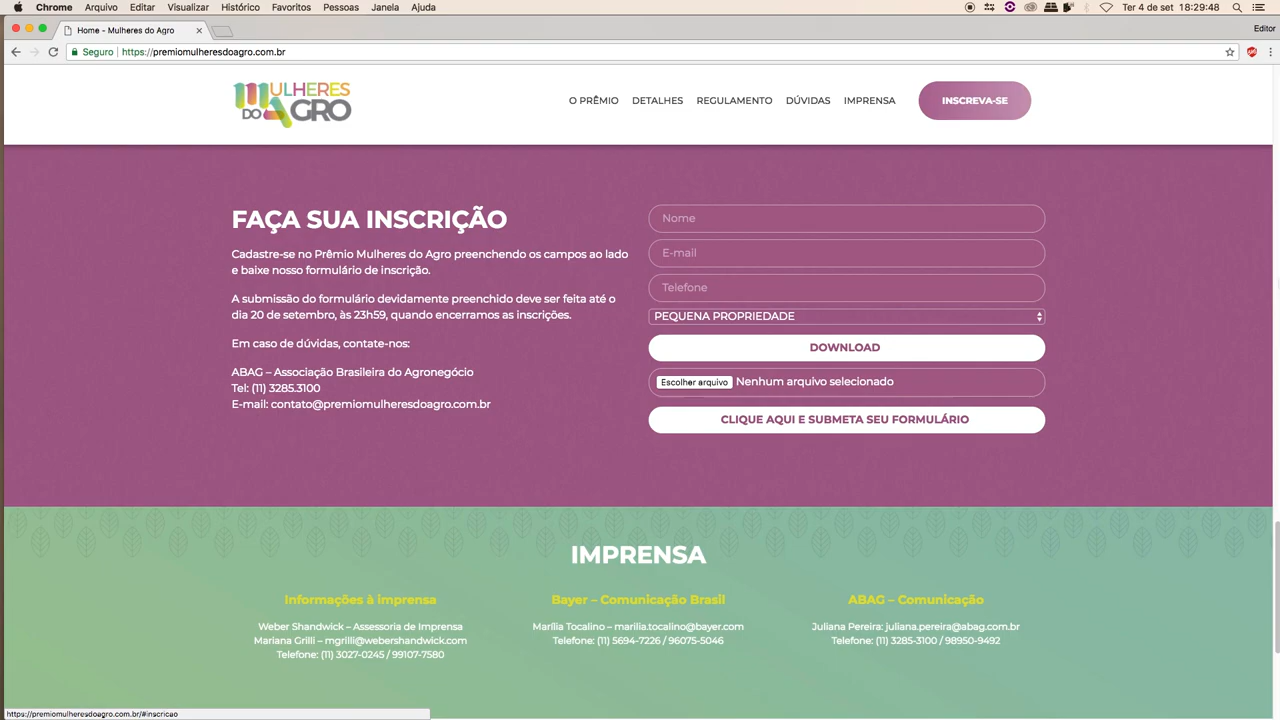 Chrome Arquivo Editar Visualizar Histórico Favoritos Pessoas Janela Ajuda Ter 4 de set 18:29:48
Home - Mulheres do Agro Editor
Seguro https://premiomulheresdoagro.com.br
MULHERES DO AGRO
O PRÊMIO DETALHES REGULAMENTO DÚVIDAS IMPRENSA INSCREVA-SE
FAÇA SUA INSCRIÇÃO
Cadastre-se no Prêmio Mulheres do Agro preenchendo os campos ao lado
e baixe nosso formulário de inscrição.
A submissão do formulário devidamente preenchido deve ser feita até o
dia 20 de setembro, às 23h59, quando encerramos as inscrições.
Em caso de dúvidas, contate-nos:
ABAG – Associação Brasileira do Agronegócio
Tel: (11) 3285.3100
E-mail: contato@premiomulheresdoagro.com.br
Nome
E-mail
Telefone
PEQUENA PROPRIEDADE
DOWNLOAD
Escolher arquivo Nenhum arquivo selecionado
CLIQUE AQUI E SUBMETA SEU FORMULÁRIO
IMPRENSA
Informações à imprensa
Weber Shandwick – Assessoria de Imprensa
Mariana Grilli – mgrilli@webershandwick.com
Telefone: (11) 3027-0245 / 99107-7580
Bayer – Comunicação Brasil
Marília Tocalino – marilia.tocalino@bayer.com
Telefone: (11) 5694-7226 / 96075-5046
ABAG – Comunicação
Juliana Pereira: juliana.pereira@abag.com.br
Telefone: (11) 3285-3100 / 98950-9492
https://premiomulheresdoagro.com.br/#inscricao